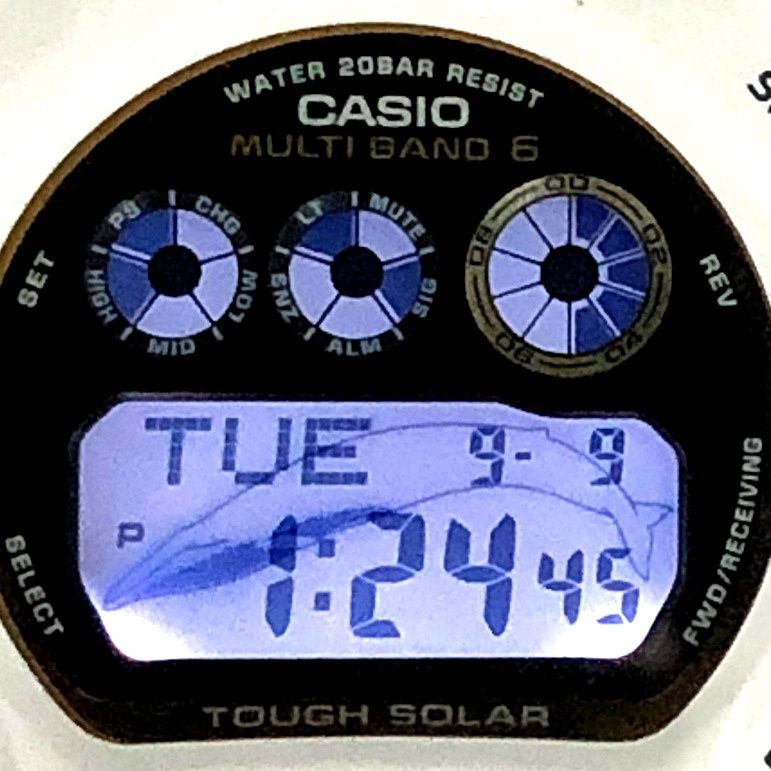 WATER 20BAR RESIST
CASIO
MULTI BAND 6
PS CHG LOW MID HIGH
LT MUTE SIG ALM SNZ
00 02 04 06 08
SET
REV
TUE 9- 9
P 1:24 45
SELECT
FWD/RECEIVING
TOUGH SOLAR